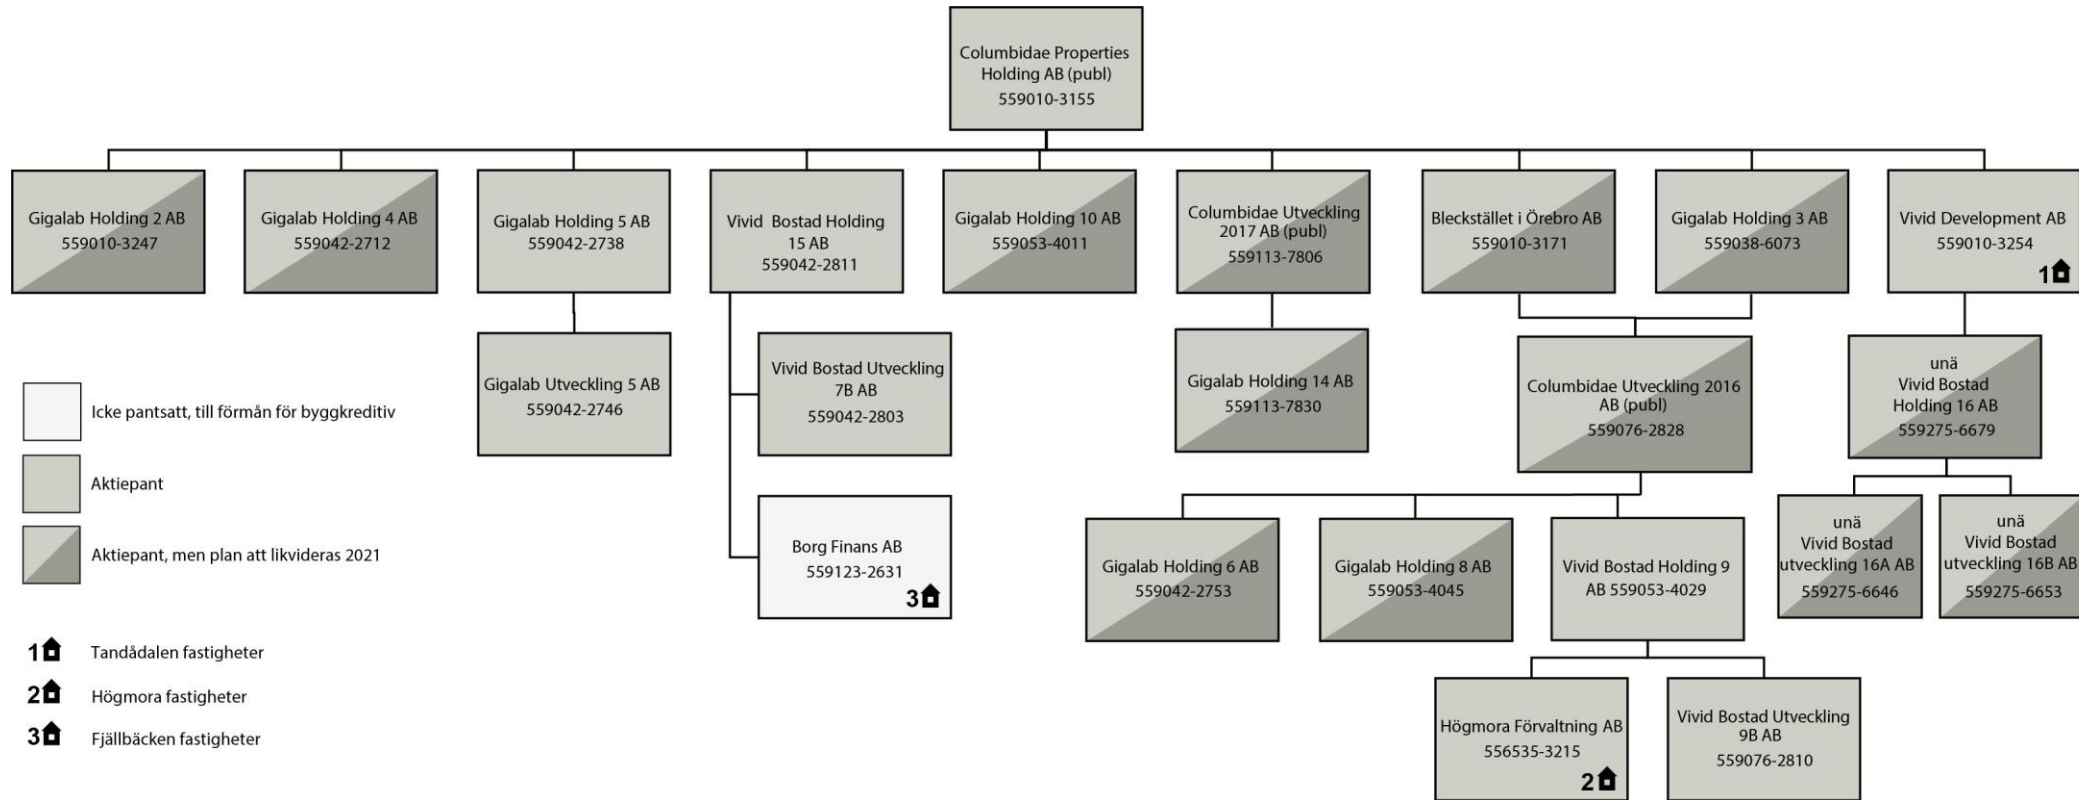 Columbidae Properties
Holding AB (publ)
559010-3155
Gigalab Holding 2 AB
559010-3247
Gigalab Holding 4 AB
559042-2712
Gigalab Holding 5 AB
559042-2738
Vivid Bostad Holding
15 AB
559042-2811
Gigalab Holding 10 AB
559053-4011
Columbidae Utveckling
2017 AB (publ)
559113-7806
Bleckstället i Örebro AB
559010-3171
Gigalab Holding 3 AB
559038-6073
Vivid Development AB
559010-3254
1
Gigalab Utveckling 5 AB
559042-2746
Vivid Bostad Utveckling
7B AB
559042-2803
Gigalab Holding 14 AB
559113-7830
Columbidae Utveckling 2016
AB (publ)
559076-2828
unä
Vivid Bostad
Holding 16 AB
559275-6679
Borg Finans AB
559123-2631
3
Gigalab Holding 6 AB
559042-2753
Gigalab Holding 8 AB
559053-4045
Vivid Bostad Holding 9
AB 559053-4029
unä
Vivid Bostad
utveckling 16A AB
559275-6646
unä
Vivid Bostad
utveckling 16B AB
559275-6653
Högmora Förvaltning AB
556535-3215
2
Vivid Bostad Utveckling
9B AB
559076-2810
Icke pantsatt, till förmån för byggkreditiv
Aktiepant
Aktiepant, men plan att likvideras 2021
1 Tandådalen fastigheter
2 Högmora fastigheter
3 Fjällbäcken fastigheter